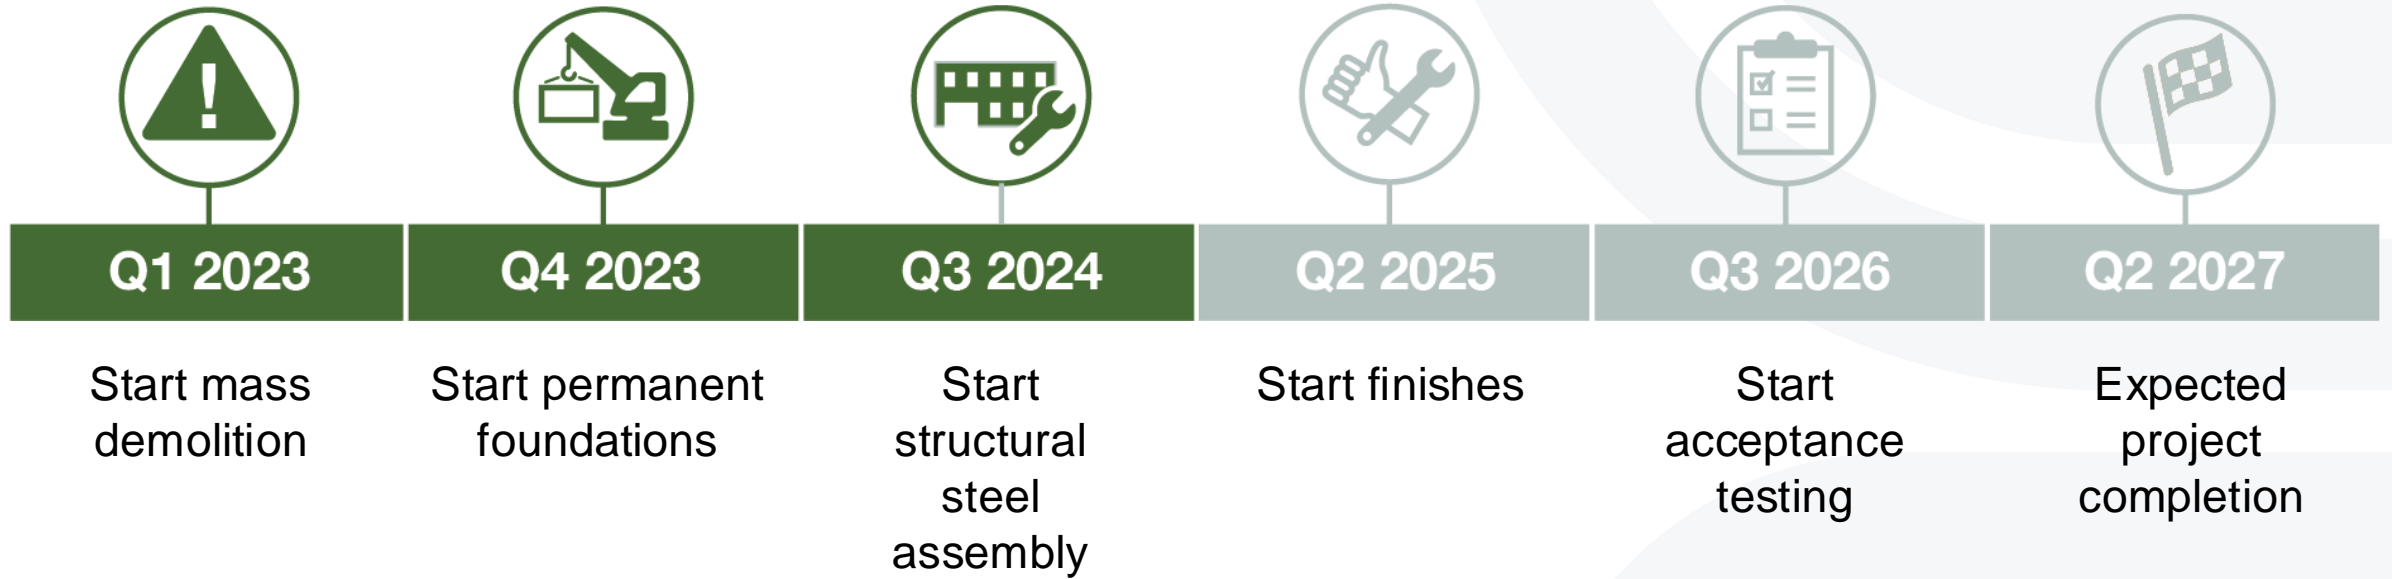 !
Q1 2023
Q4 2023
Q3 2024
Q2 2025
Q3 2026
Q2 2027
Start mass
demolition
Start permanent
foundations
Start
structural
steel
assembly
Start finishes
Start
acceptance
testing
Expected
project
completion